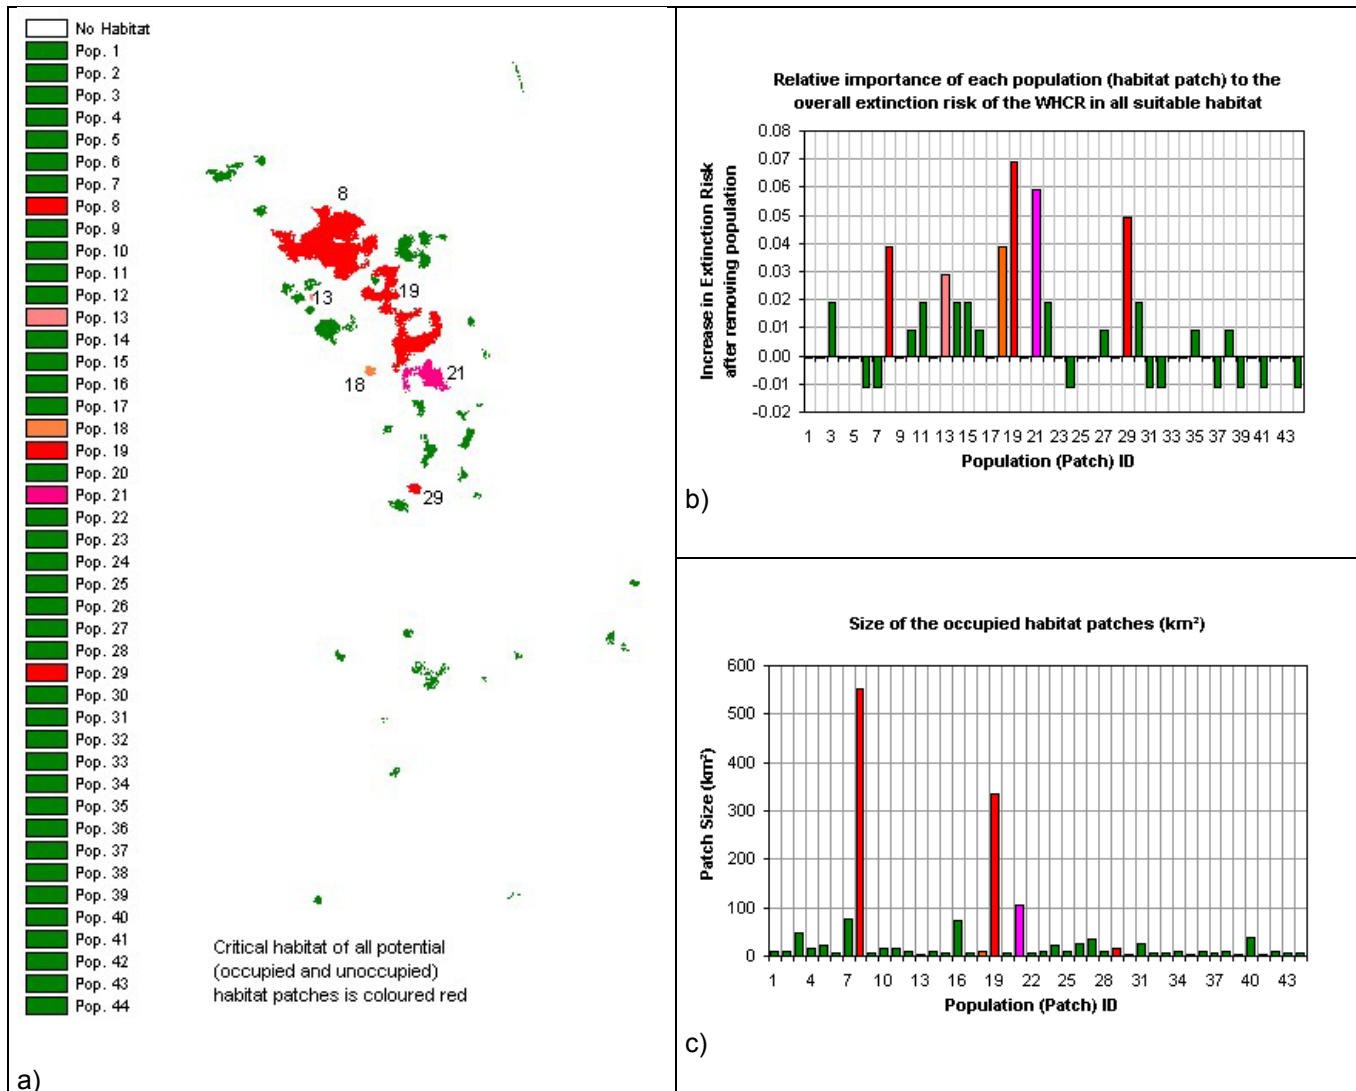 No Habitat
Pop. 1
Pop. 2
Pop. 3
Pop. 4
Pop. 5
Pop. 6
Pop. 7
Pop. 8
Pop. 9
Pop. 10
Pop. 11
Pop. 12
Pop. 13
Pop. 14
Pop. 15
Pop. 16
Pop. 17
Pop. 18
Pop. 19
Pop. 20
Pop. 21
Pop. 22
Pop. 23
Pop. 24
Pop. 25
Pop. 26
Pop. 27
Pop. 28
Pop. 29
Pop. 30
Pop. 31
Pop. 32
Pop. 33
Pop. 34
Pop. 35
Pop. 36
Pop. 37
Pop. 38
Pop. 39
Pop. 40
Pop. 41
Pop. 42
Pop. 43
Pop. 44
8
13
19
18
21
29
Critical habitat of all potential
(occupied and unoccupied)
habitat patches is coloured red
a)
Relative importance of each population (habitat patch) to the
overall extinction risk of the WHCR in all suitable habitat
Increase in Extinction Risk
after removing population
0.08
0.07
0.06
0.05
0.04
0.03
0.02
0.01
0.00
-0.01
-0.02
1 3 5 7 9 11 13 15 17 19 21 23 25 27 29 31 33 35 37 39 41 43
Population (Patch) ID
b)
Size of the occupied habitat patches (km²)
Patch Size (km²)
600
500
400
300
200
100
0
1 4 7 10 13 16 19 22 25 28 31 34 37 40 43
Population (Patch) ID
c)